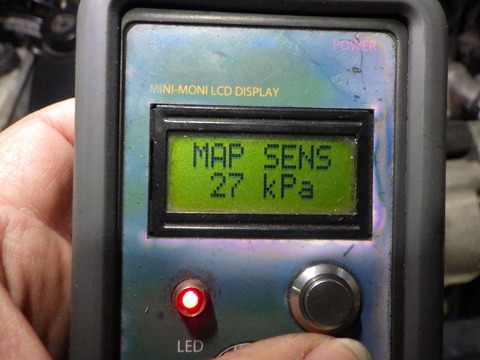 POWER
MINI-MONI LCD DISPLAY
MAP SENS
27 kPa
LED